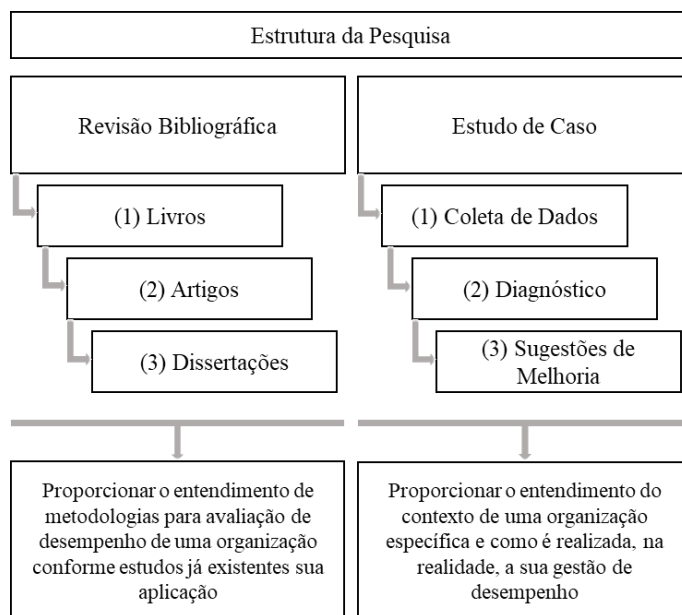 Estrutura da Pesquisa
Revisão Bibliográfica
(1) Livros
(2) Artigos
(3) Dissertações
Proporcionar o entendimento de
metodologias para avaliação de
desempenho de uma organização
conforme estudos já existentes sua
aplicação
Estudo de Caso
(1) Coleta de Dados
(2) Diagnóstico
(3) Sugestões de
Melhoria
Proporcionar o entendimento do
contexto de uma organização
específica e como é realizada, na
realidade, a sua gestão de
desempenho